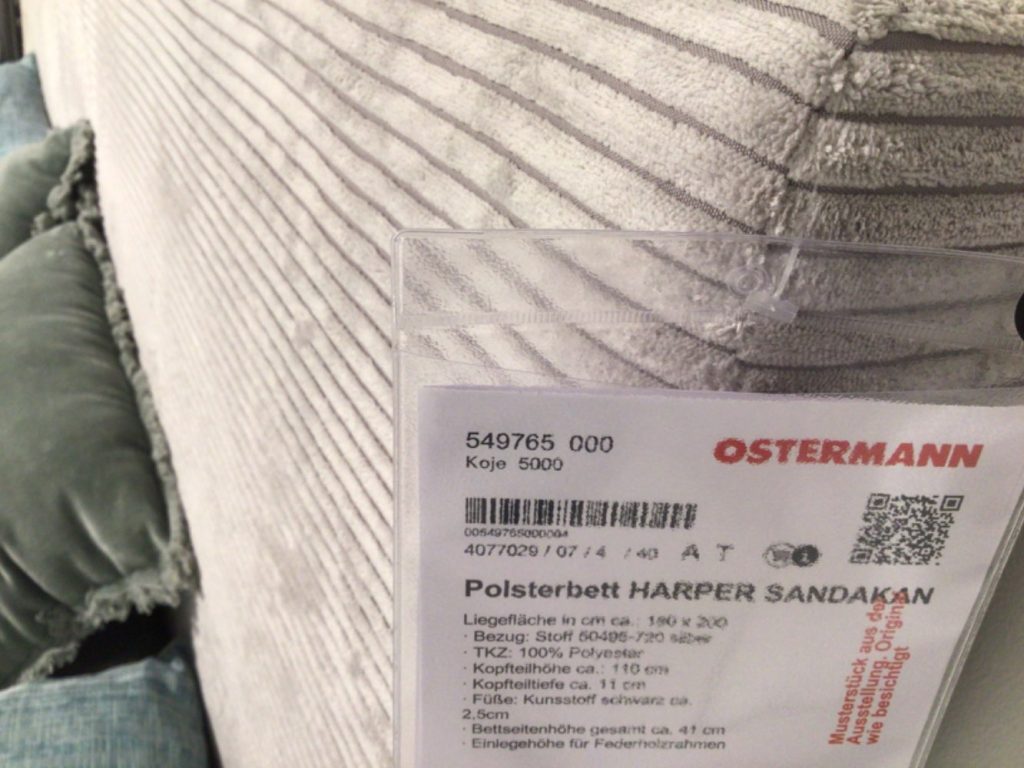 549765 000
Koje 5000
OSTERMANN
4077029 / 07 / 4 / 40 A T
Polsterbett HARPER SANDAKAN
Liegefläche in cm ca.: x 200
· Bezug: Stoff 50495-720 silber
· TKZ: 100% Polyester
· Kopfteilhöhe ca.: 110 cm
· Kopfteiltiefe ca. 11 cm
· Füße: Kunsstoff schwarz ca.
2,5cm
· Bettseitenhöhe gesamt ca. 41 cm
· Einlegehöhe für Federholzrahmen
Musterstück aus der
Ausstellung. Original
wie besichtigt